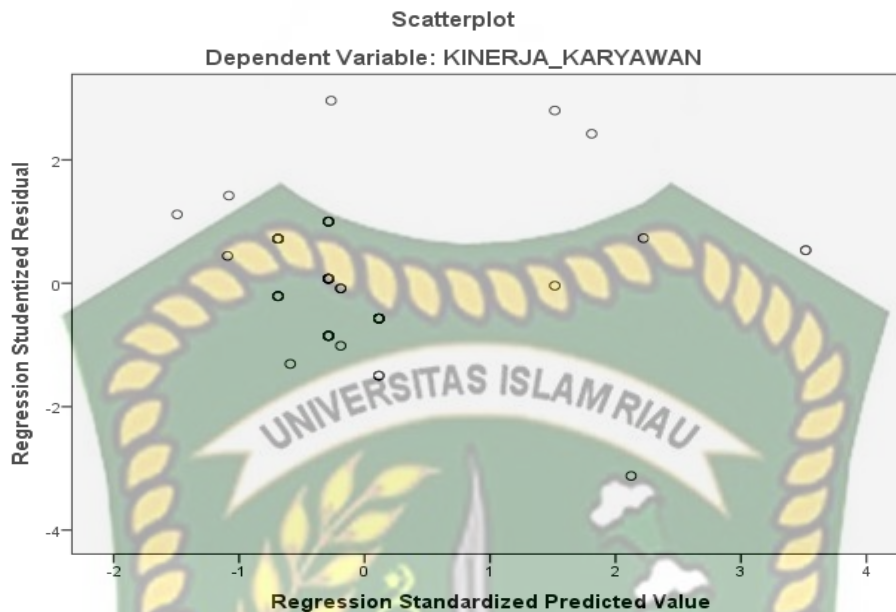 Scatterplot
Dependent Variable: KINERJA_KARYAWAN
Regression Studentized Residual
2
0
-2
-4
UNIVERSITAS ISLAM RIAU
-2 -1 0 1 2 3 4
Regression Standardized Predicted Value